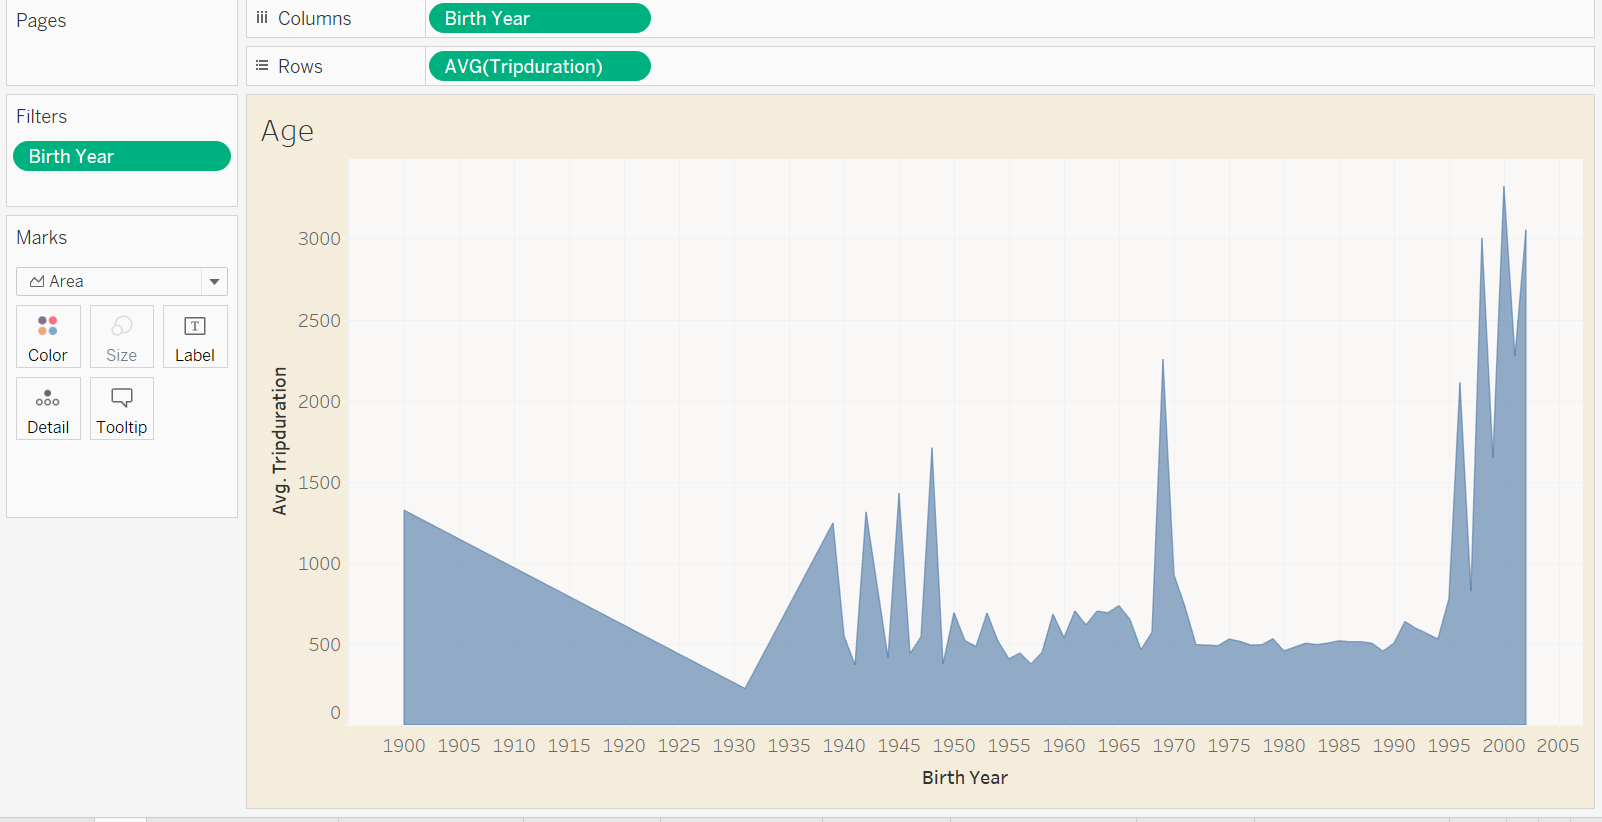 Pages
Columns
Birth Year
Rows
AVG(Tripduration)
Filters
Birth Year
Marks
Area
Color
Size
T
Label
Detail
Tooltip
Age
3000
2500
2000
1500
1000
500
0
Avg. Tripduration
1900 1905 1910 1915 1920 1925 1930 1935 1940 1945 1950 1955 1960 1965 1970 1975 1980 1985 1990 1995 2000 2005
Birth Year